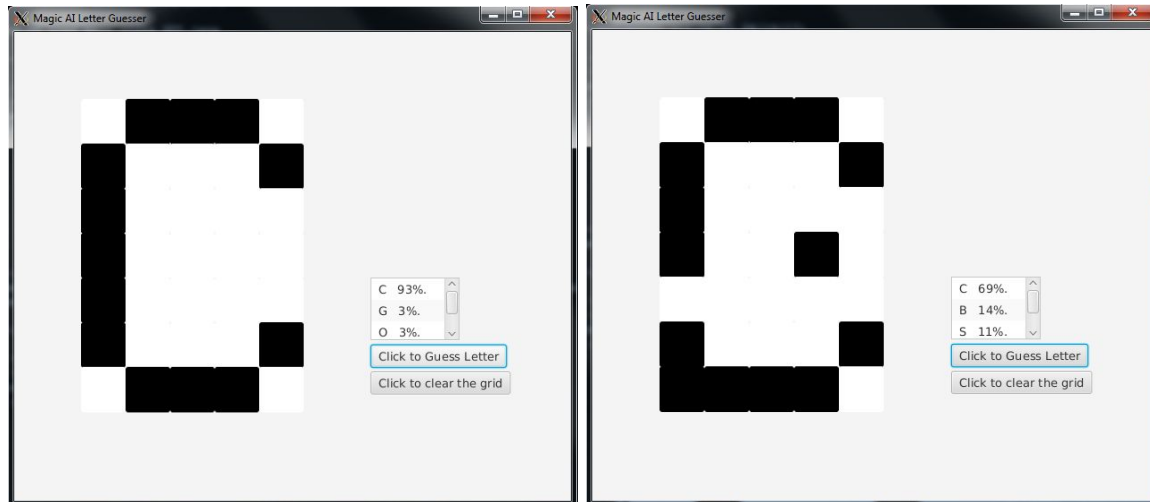 Magic AI Letter Guesser
C 93%.
G 3%.
O 3%.
Click to Guess Letter
Click to clear the grid
Magic AI Letter Guesser
C 69%.
B 14%.
S 11%.
Click to Guess Letter
Click to clear the grid